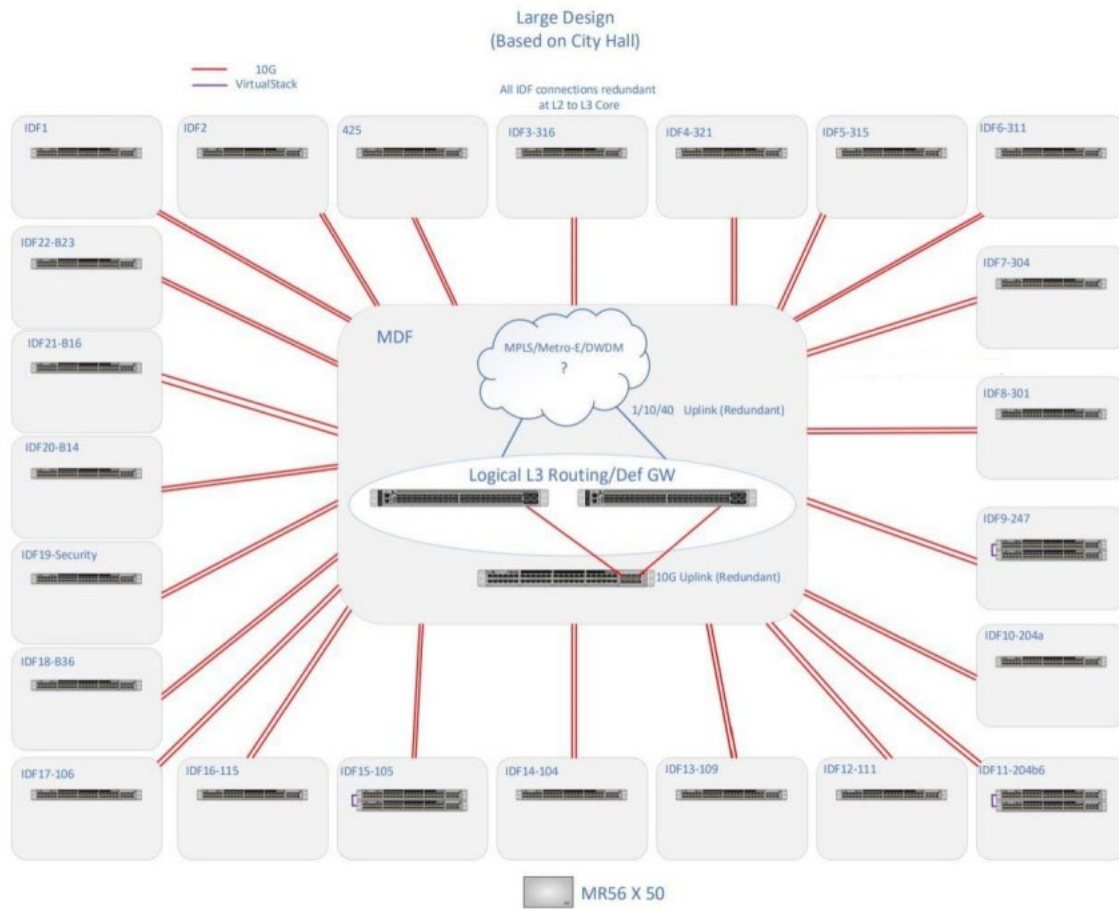 Large Design
(Based on City Hall)
10G
VirtualStack
All IDF connections redundant
at L2 to L3 Core
IDF1
IDF2
425
IDF3-316
IDF4-321
IDF5-315
IDF6-311
IDF22-B23
IDF7-304
MDF
MPLS/Metro-E/DWDM
?
IDF21-B16
1/10/40 Uplink (Redundant)
IDF8-301
IDF20-B14
Logical L3 Routing/Def GW
IDF9-247
IDF19-Security
10G Uplink (Redundant)
IDF10-204a
IDF18-B36
IDF17-106
IDF16-115
IDF15-105
IDF14-104
IDF13-109
IDF12-111
IDF11-204b6
MR56 X 50